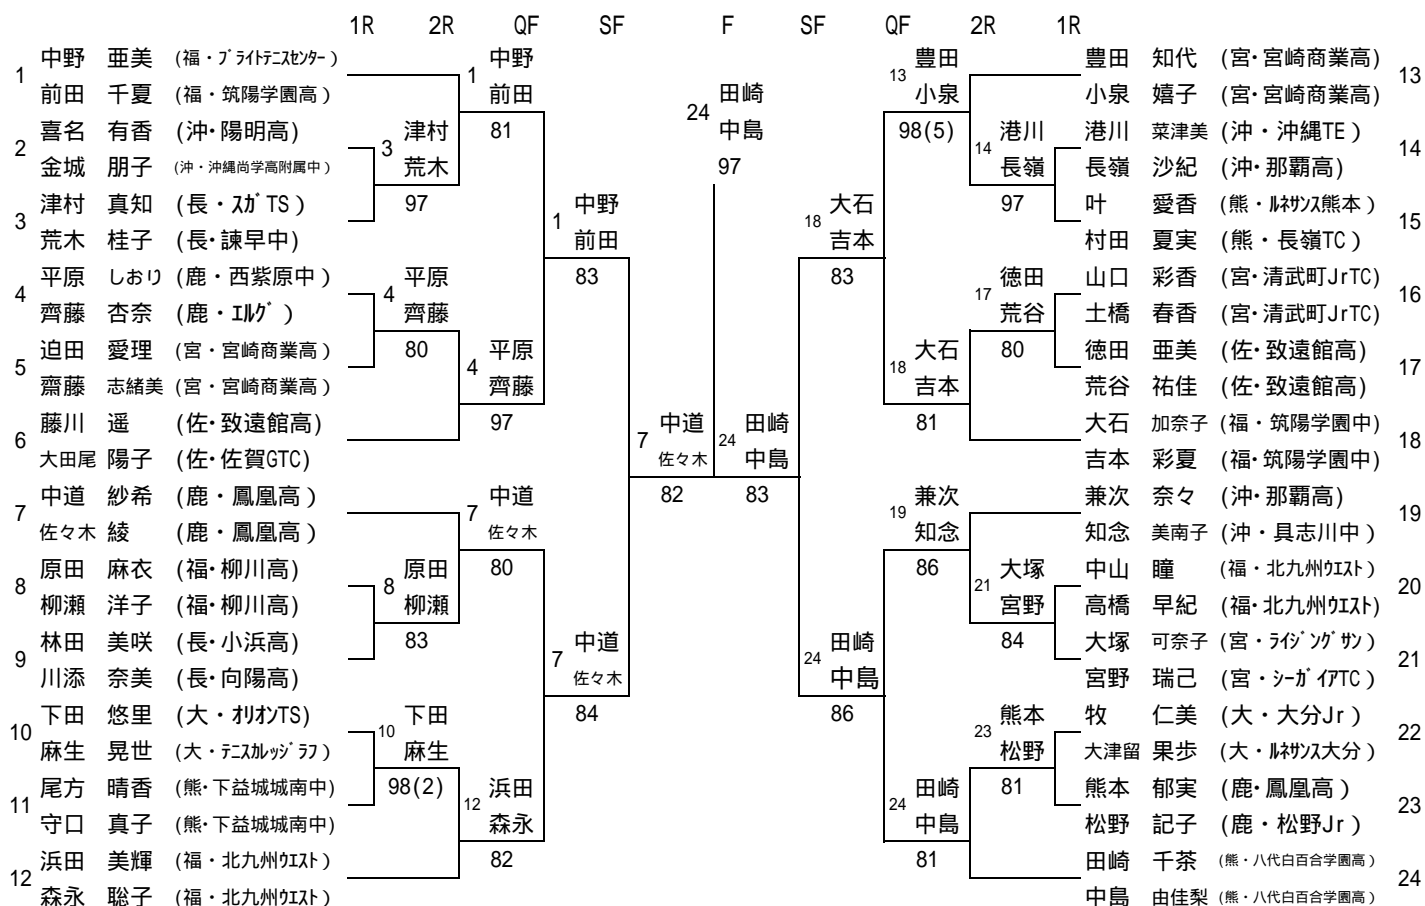 1R 2R QF SF F SF QF 2R 1R
1 中野 亜美 (福・ブライトテニスセンター)
前田 千夏 (福・筑陽学園高)
2 喜名 有香 (沖・陽明高)
金城 朋子 (沖・沖縄尚学高附属中)
3 津村 真知 (長・スガTS)
荒木 桂子 (長・諫早中)
4 平原 しおり (鹿・西紫原中)
齊藤 杏奈 (鹿・エルグ)
5 迫田 愛理 (宮・宮崎商業高)
齋藤 志緒美 (宮・宮崎商業高)
6 藤川 遥 (佐・致遠館高)
大田尾 陽子 (佐・佐賀GTC)
7 中道 紗希 (鹿・鳳凰高)
佐々木 綾 (鹿・鳳凰高)
8 原田 麻衣 (福・柳川高)
柳瀬 洋子 (福・柳川高)
9 林田 美咲 (長・小浜高)
川添 奈美 (長・向陽高)
10 下田 悠里 (大・オリオンTS)
麻生 晃世 (大・テニスカレッジラフ)
11 尾方 晴香 (熊・下益城城南中)
守口 真子 (熊・下益城城南中)
12 浜田 美輝 (福・北九州ウエスト)
森永 聡子 (福・北九州ウエスト)
3 津村
荒木
97
4 平原
齊藤
80
8 原田
柳瀬
83
10 下田
麻生
98(2)
1 中野
前田
81
4 平原
齊藤
97
7 中道
佐々木
80
12 浜田
森永
82
1 中野
前田
83
7 中道
佐々木
84
7 中道
佐々木
82
24 田崎
中島
97
24 田崎
中島
83
18 大石
吉本
83
24 田崎
中島
86
13 豊田
小泉
98(5)
18 大石
吉本
81
19 兼次
知念
86
24 田崎
中島
81
14 港川
長嶺
97
17 徳田
荒谷
80
21 大塚
宮野
84
23 熊本
松野
81
豊田 知代 (宮・宮崎商業高) 13
小泉 嬉子 (宮・宮崎商業高)
港川 菜津美 (沖・沖縄TE) 14
長嶺 沙紀 (沖・那覇高)
叶 愛香 (熊・ルネサンス熊本) 15
村田 夏実 (熊・長嶺TC)
山口 彩香 (宮・清武町JrTC) 16
土橋 春香 (宮・清武町JrTC)
徳田 亜美 (佐・致遠館高) 17
荒谷 祐佳 (佐・致遠館高)
大石 加奈子 (福・筑陽学園中) 18
吉本 彩夏 (福・筑陽学園中)
兼次 奈々 (沖・那覇高) 19
知念 美南子 (沖・具志川中)
中山 瞳 (福・北九州ウエスト) 20
高橋 早紀 (福・北九州ウエスト)
大塚 可奈子 (宮・ライジングサン) 21
宮野 瑞己 (宮・シーガイアTC)
牧 仁美 (大・大分Jr) 22
大津留 果歩 (大・ルネサンス大分)
熊本 郁実 (鹿・鳳凰高) 23
松野 記子 (鹿・松野Jr)
田崎 千茶 (熊・八代白百合学園高) 24
中島 由佳梨 (熊・八代白百合学園高)